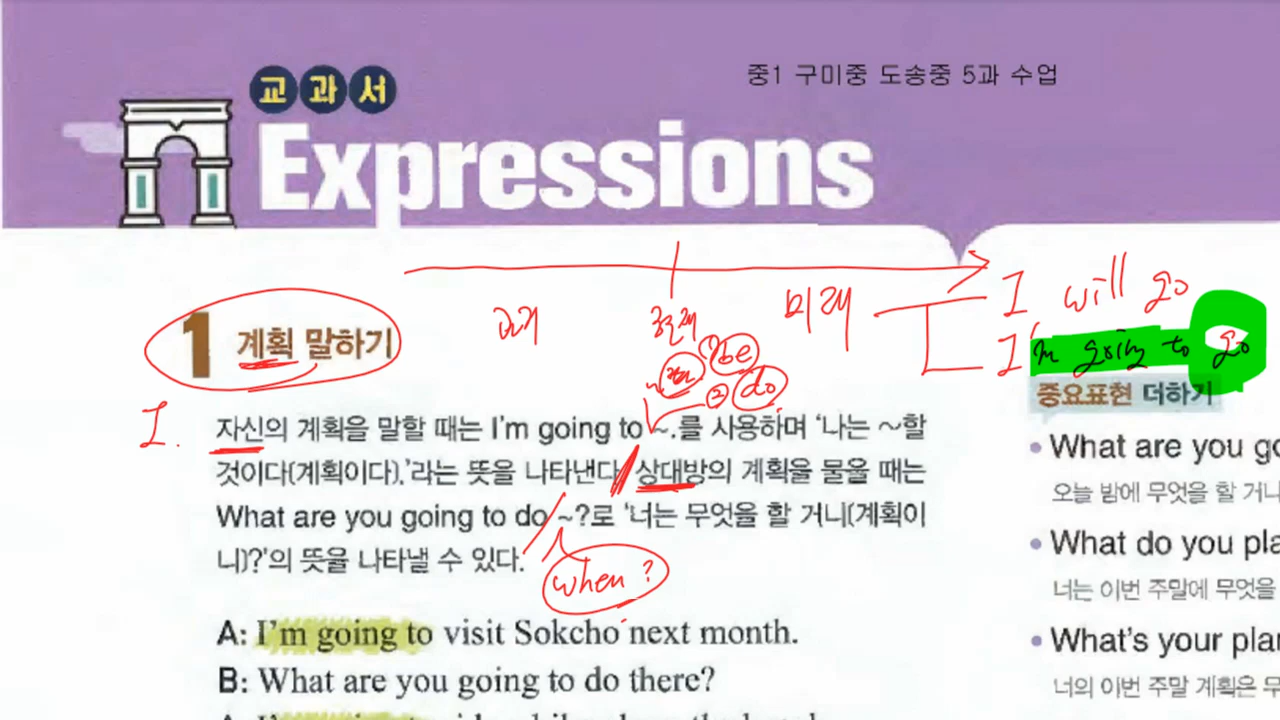 중1 구미중 도송중 5과 수업
교과서
Expressions
과거
현재
미래
I will go
I'm going to go
1 계획 말하기
①be
②do
I.
자신의 계획을 말할 때는 I'm going to ~.를 사용하며 '나는 ~할
것이다(계획이다).'라는 뜻을 나타낸다. 상대방의 계획을 물을 때는
What are you going to do ~?로 '너는 무엇을 할 거니(계획이
니)?'의 뜻을 나타낼 수 있다.
when?
A: I'm going to visit Sokcho next month.
B: What are you going to do there?
중요표현 더하기
What are you go
오늘 밤에 무엇을 할 거니
What do you pla
너는 이번 주말에 무엇을
What's your plan
너의 이번 주말 계획은 무